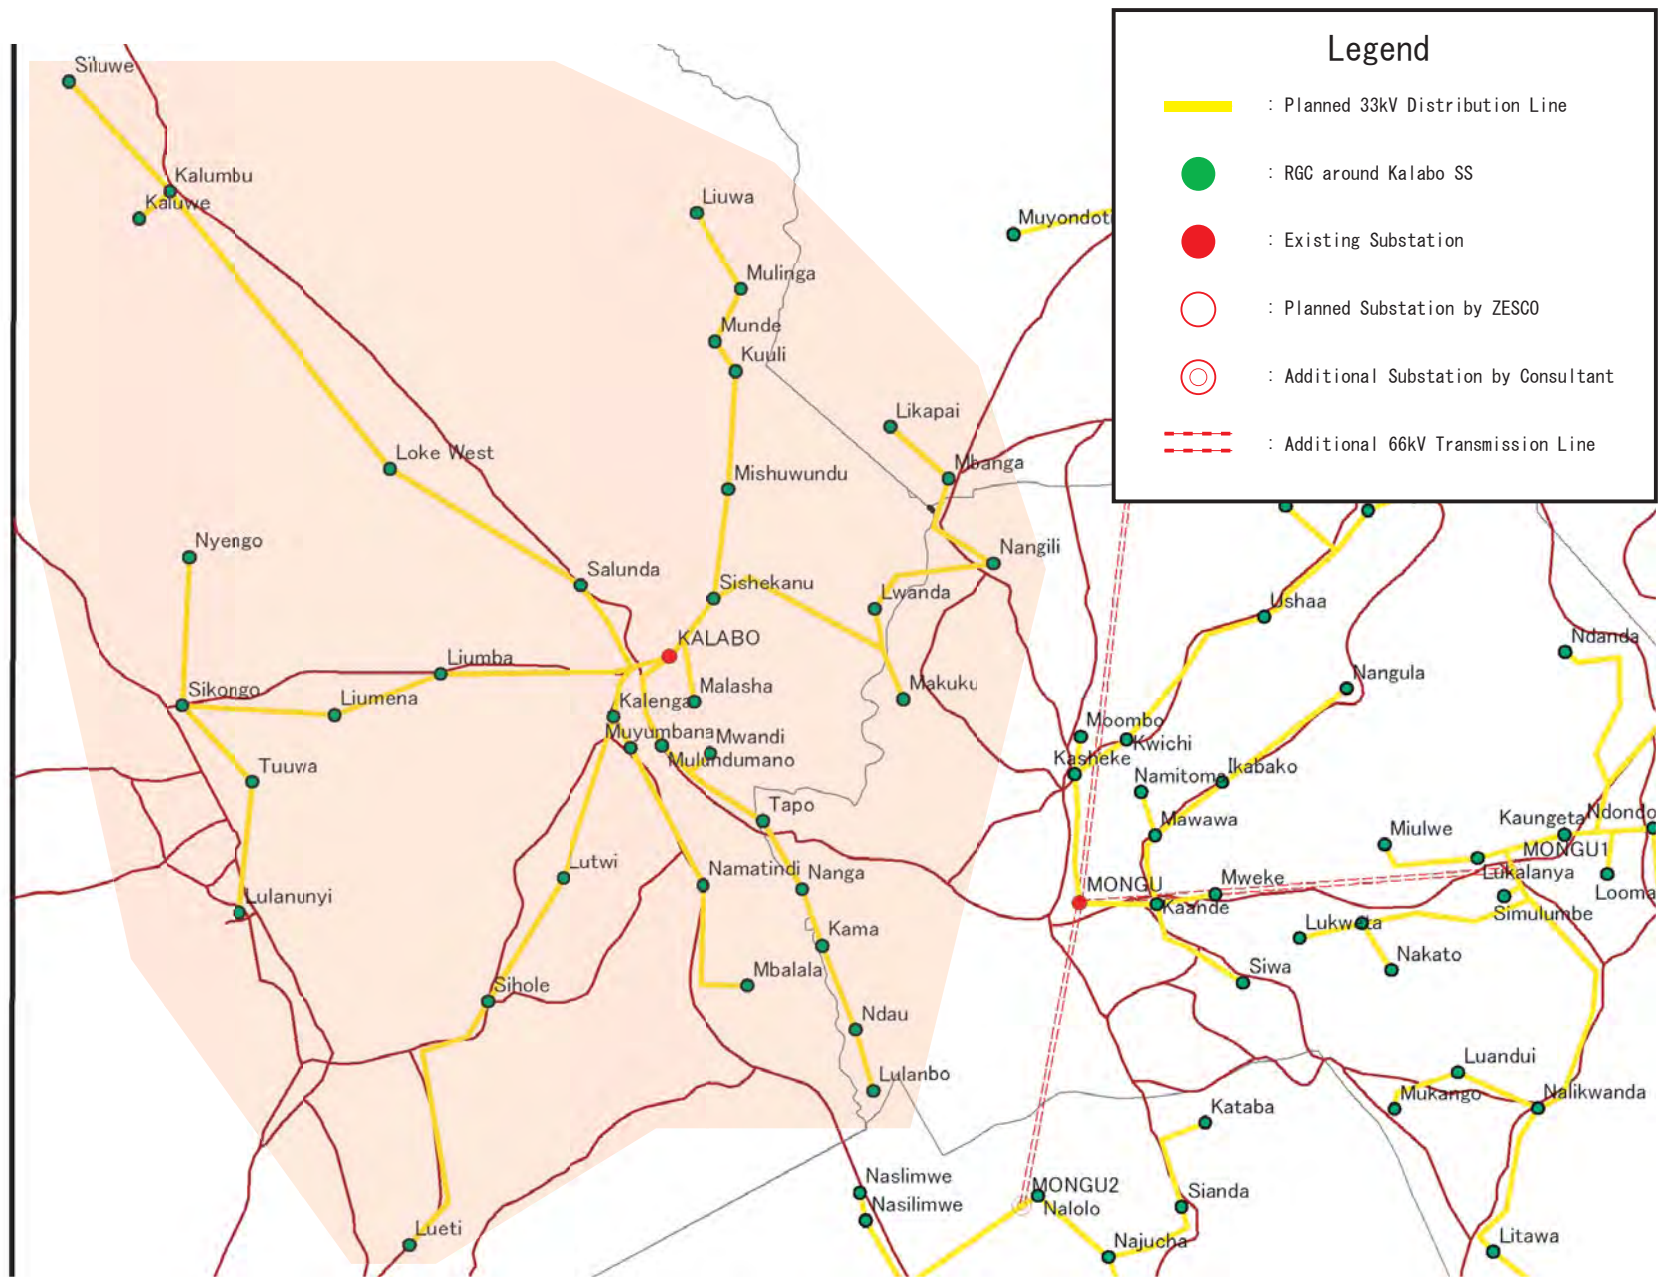 Legend
: Planned 33kV Distribution Line
: RGC around Kalabo SS
: Existing Substation
: Planned Substation by ZESCO
: Additional Substation by Consultant
: Additional 66kV Transmission Line
Siluwe
Kalumbu
Kaluwe
Liuwa
Muyondoti
Mulinga
Munde
Kuuli
Likapai
Loke West
Mbanga
Mishuwundu
Nyengo
Nangili
Salunda
Sishekanu
Lwanda
Ushaa
KALABO
Ndanda
Liumba
Nangula
Sikongo
Liumena
Malasha
Makuku
Kalenga
Moombo
Muyumbana
Mwandi
Kwichi
Mulundumano
Kasheke
Tuuwa
Namitoma
Ikabako
Tapo
Mawawa
Miulwe
Kaungeta
Ndondo
MONGU1
Lutwi
Namatindi
Nanga
MONGU
Mweke
Lukalanya
Looma
Lulanunyi
Kaande
Simulumbe
Kama
Lukweta
Nakato
Mbalala
Siwa
Sihole
Ndau
Luandui
Lulanbo
Mukango
Nalikwanda
Kataba
Naslimwe
MONGU2
Sianda
Nasilimwe
Nalolo
Lueti
Najucha
Litawa